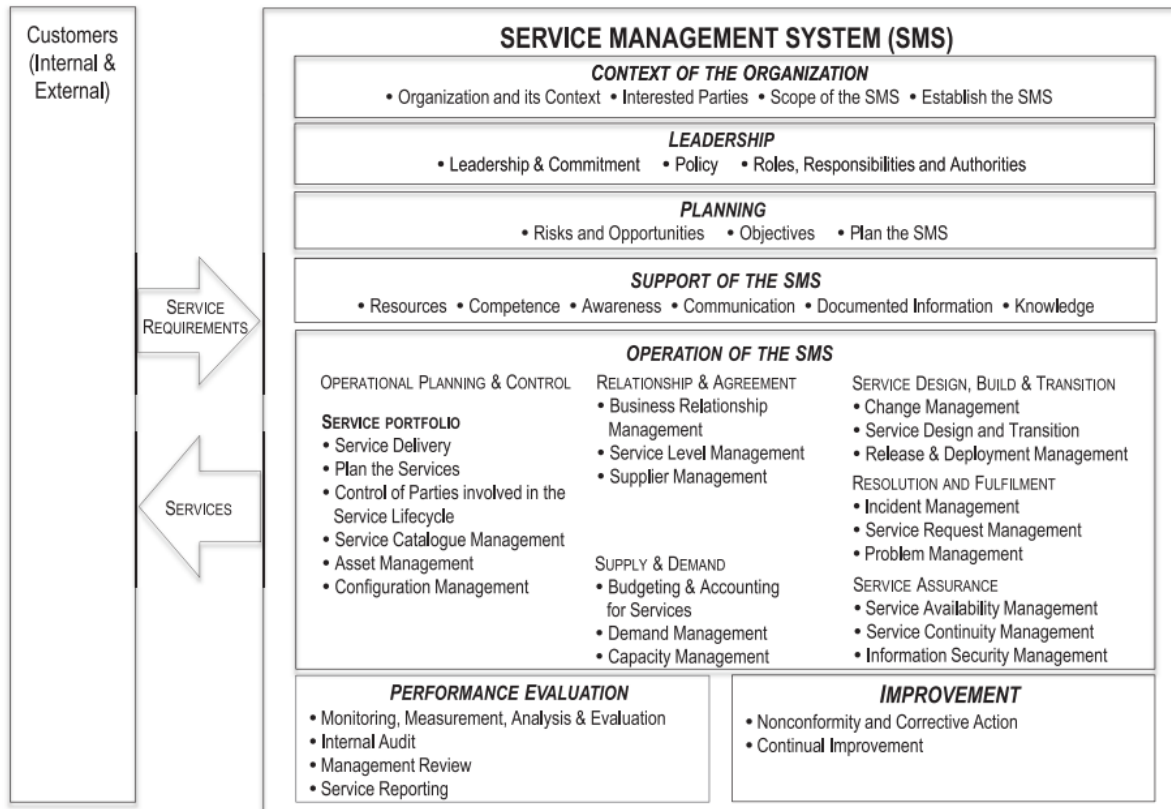 Customers
(Internal &
External)
SERVICE
REQUIREMENTS
SERVICES
SERVICE MANAGEMENT SYSTEM (SMS)
CONTEXT OF THE ORGANIZATION
• Organization and its Context • Interested Parties • Scope of the SMS • Establish the SMS
LEADERSHIP
• Leadership & Commitment • Policy • Roles, Responsibilities and Authorities
PLANNING
• Risks and Opportunities • Objectives • Plan the SMS
SUPPORT OF THE SMS
• Resources • Competence • Awareness • Communication • Documented Information • Knowledge
OPERATION OF THE SMS
OPERATIONAL PLANNING & CONTROL
SERVICE PORTFOLIO
• Service Delivery
• Plan the Services
• Control of Parties involved in the
Service Lifecycle
• Service Catalogue Management
• Asset Management
• Configuration Management
RELATIONSHIP & AGREEMENT
• Business Relationship
Management
• Service Level Management
• Supplier Management
SUPPLY & DEMAND
• Budgeting & Accounting
for Services
• Demand Management
• Capacity Management
SERVICE DESIGN, BUILD & TRANSITION
• Change Management
• Service Design and Transition
• Release & Deployment Management
RESOLUTION AND FULFILMENT
• Incident Management
• Service Request Management
• Problem Management
SERVICE ASSURANCE
• Service Availability Management
• Service Continuity Management
• Information Security Management
PERFORMANCE EVALUATION
• Monitoring, Measurement, Analysis & Evaluation
• Internal Audit
• Management Review
• Service Reporting
IMPROVEMENT
• Nonconformity and Corrective Action
• Continual Improvement